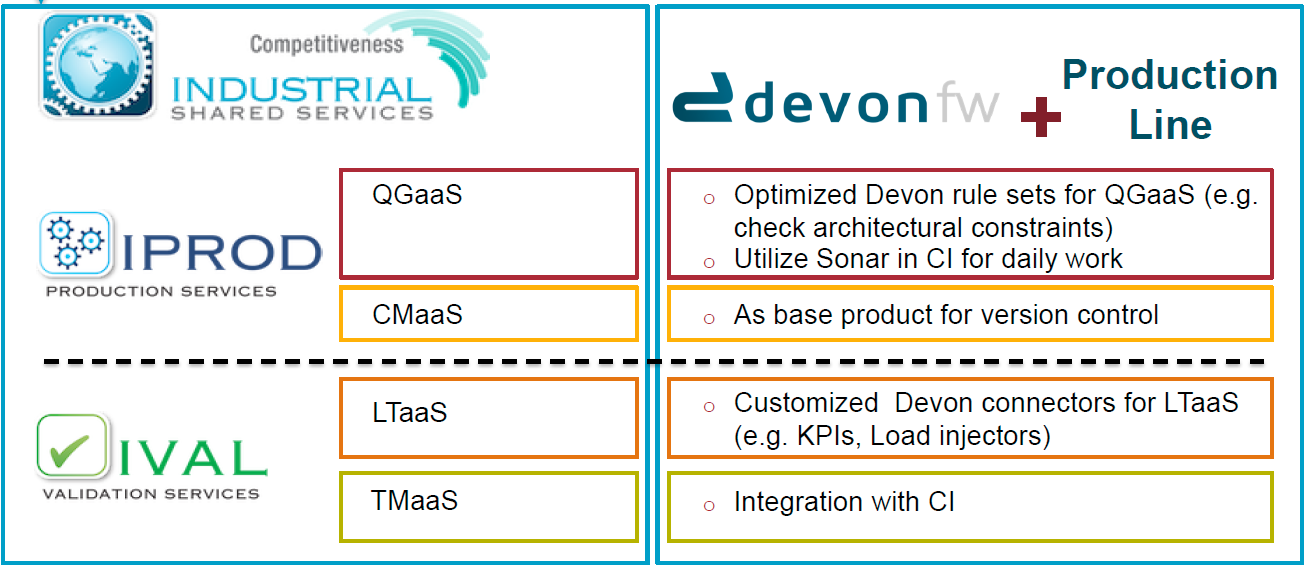 Competitiveness
INDUSTRIAL
SHARED SERVICES
devonfw
+
Production
Line
IPROD
PRODUCTION SERVICES
QGaaS
○ Optimized Devon rule sets for QGaaS (e.g.
check architectural constraints)
○ Utilize Sonar in CI for daily work
CMaaS
○ As base product for version control
IVAL
VALIDATION SERVICES
LTaaS
○ Customized Devon connectors for LTaaS
(e.g. KPIs, Load injectors)
TMaaS
○ Integration with CI